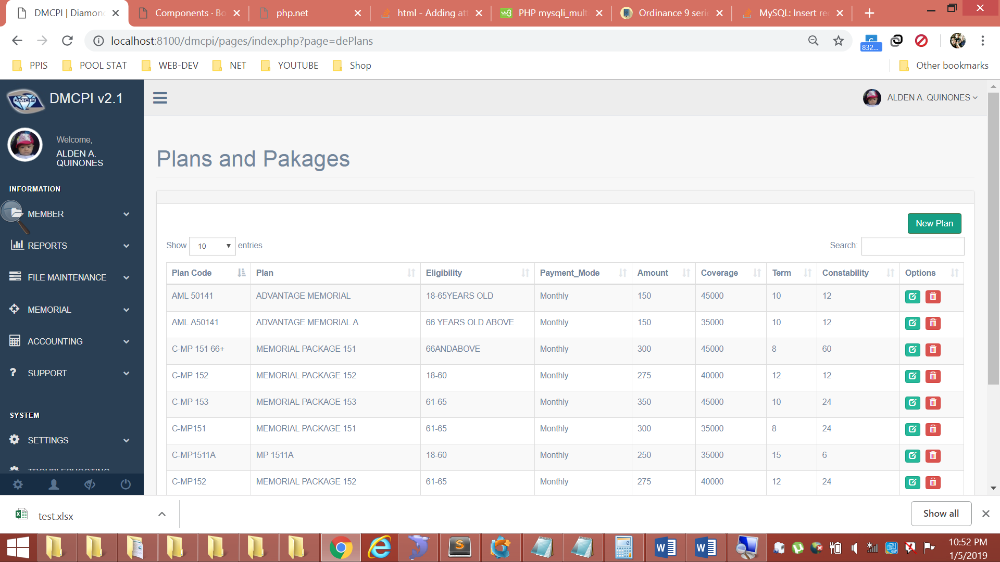 DMCPI | Diamon
Components · Bo
php.net
html - Adding att
PHP mysqli_mult
Ordinance 9 serie
MySQL: Insert rec
localhost:8100/dmcpi/pages/index.php?page=dePlans
832...
PPIS
POOL STAT
WEB-DEV
NET
YOUTUBE
Shop
Other bookmarks
DMCPI
DMCPI v2.1
ALDEN A. QUINONES
Welcome,
ALDEN A.
QUINONES
INFORMATION
MEMBER
REPORTS
FILE MAINTENANCE
MEMORIAL
ACCOUNTING
? SUPPORT
SYSTEM
SETTINGS
TROUBLESHOOTING
Plans and Pakages
New Plan
Show 10 entries
Search:
Plan Code Plan Eligibility Payment_Mode Amount Coverage Term Constability Options
AML 50141 ADVANTAGE MEMORIAL 18-65YEARS OLD Monthly 150 45000 10 12
AML A50141 ADVANTAGE MEMORIAL A 66 YEARS OLD ABOVE Monthly 150 35000 10 12
C-MP 151 66+ MEMORIAL PACKAGE 151 66ANDABOVE Monthly 300 45000 8 60
C-MP 152 MEMORIAL PACKAGE 152 18-60 Monthly 275 40000 12 12
C-MP 153 MEMORIAL PACKAGE 153 61-65 Monthly 350 45000 10 24
C-MP151 MEMORIAL PACKAGE 151 61-65 Monthly 300 35000 8 24
C-MP1511A MP 1511A 18-60 Monthly 250 35000 15 6
C-MP152 MEMORIAL PACKAGE 152 61-65 Monthly 275 40000 12 24
test.xlsx
Show all
10:52 PM
1/5/2019